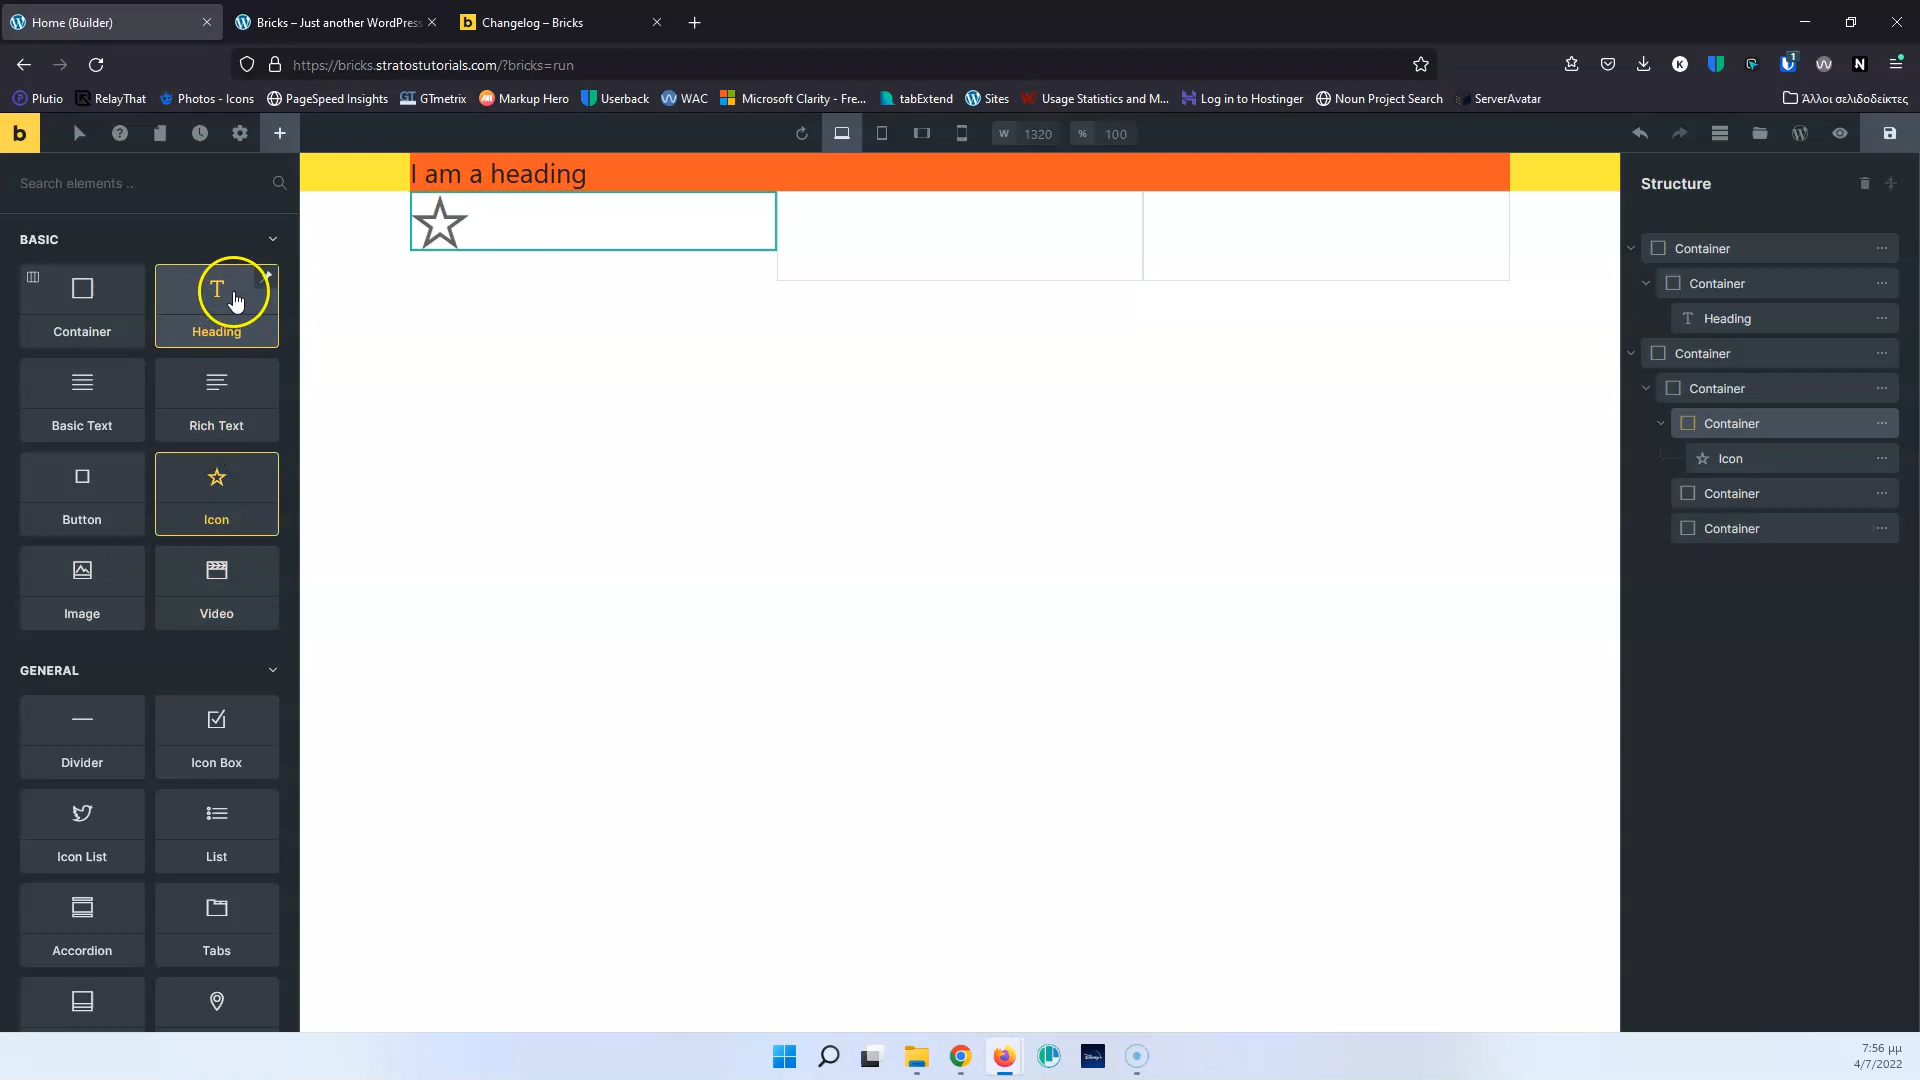 Home (Builder)
Bricks – Just another WordPress
Changelog – Bricks
https://bricks.stratostutorials.com/?bricks=run
Plutio
RelayThat
Photos - Icons
PageSpeed Insights
GTmetrix
Markup Hero
Userback
WAC
Microsoft Clarity - Fre...
tabExtend
Sites
Usage Statistics and M...
Log in to Hostinger
Noun Project Search
ServerAvatar
Άλλοι σελιδοδείκτες
b
W 1320
% 100
Search elements ..
I am a heading
Structure
BASIC
Container
Heading
Basic Text
Rich Text
Button
Icon
Image
Video
GENERAL
Divider
Icon Box
Icon List
List
Accordion
Tabs
Container
Container
Heading
Container
Container
Container
Icon
Container
Container
7:56 μμ
4/7/2022